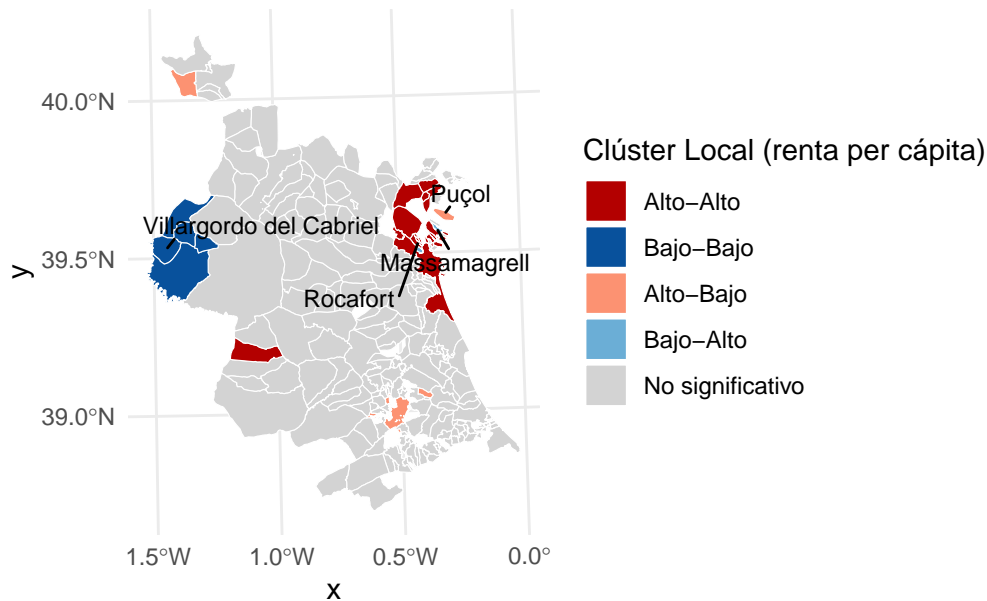 Clúster Local (renta per cápita)
Alto−Alto
Bajo−Bajo
Alto−Bajo
Bajo−Alto
No significativo
40.0°N
39.5°N
39.0°N
y
Puçol
Villargordo del Cabriel
Massamagrell
Rocafort
1.5°W
1.0°W
0.5°W
0.0°
x